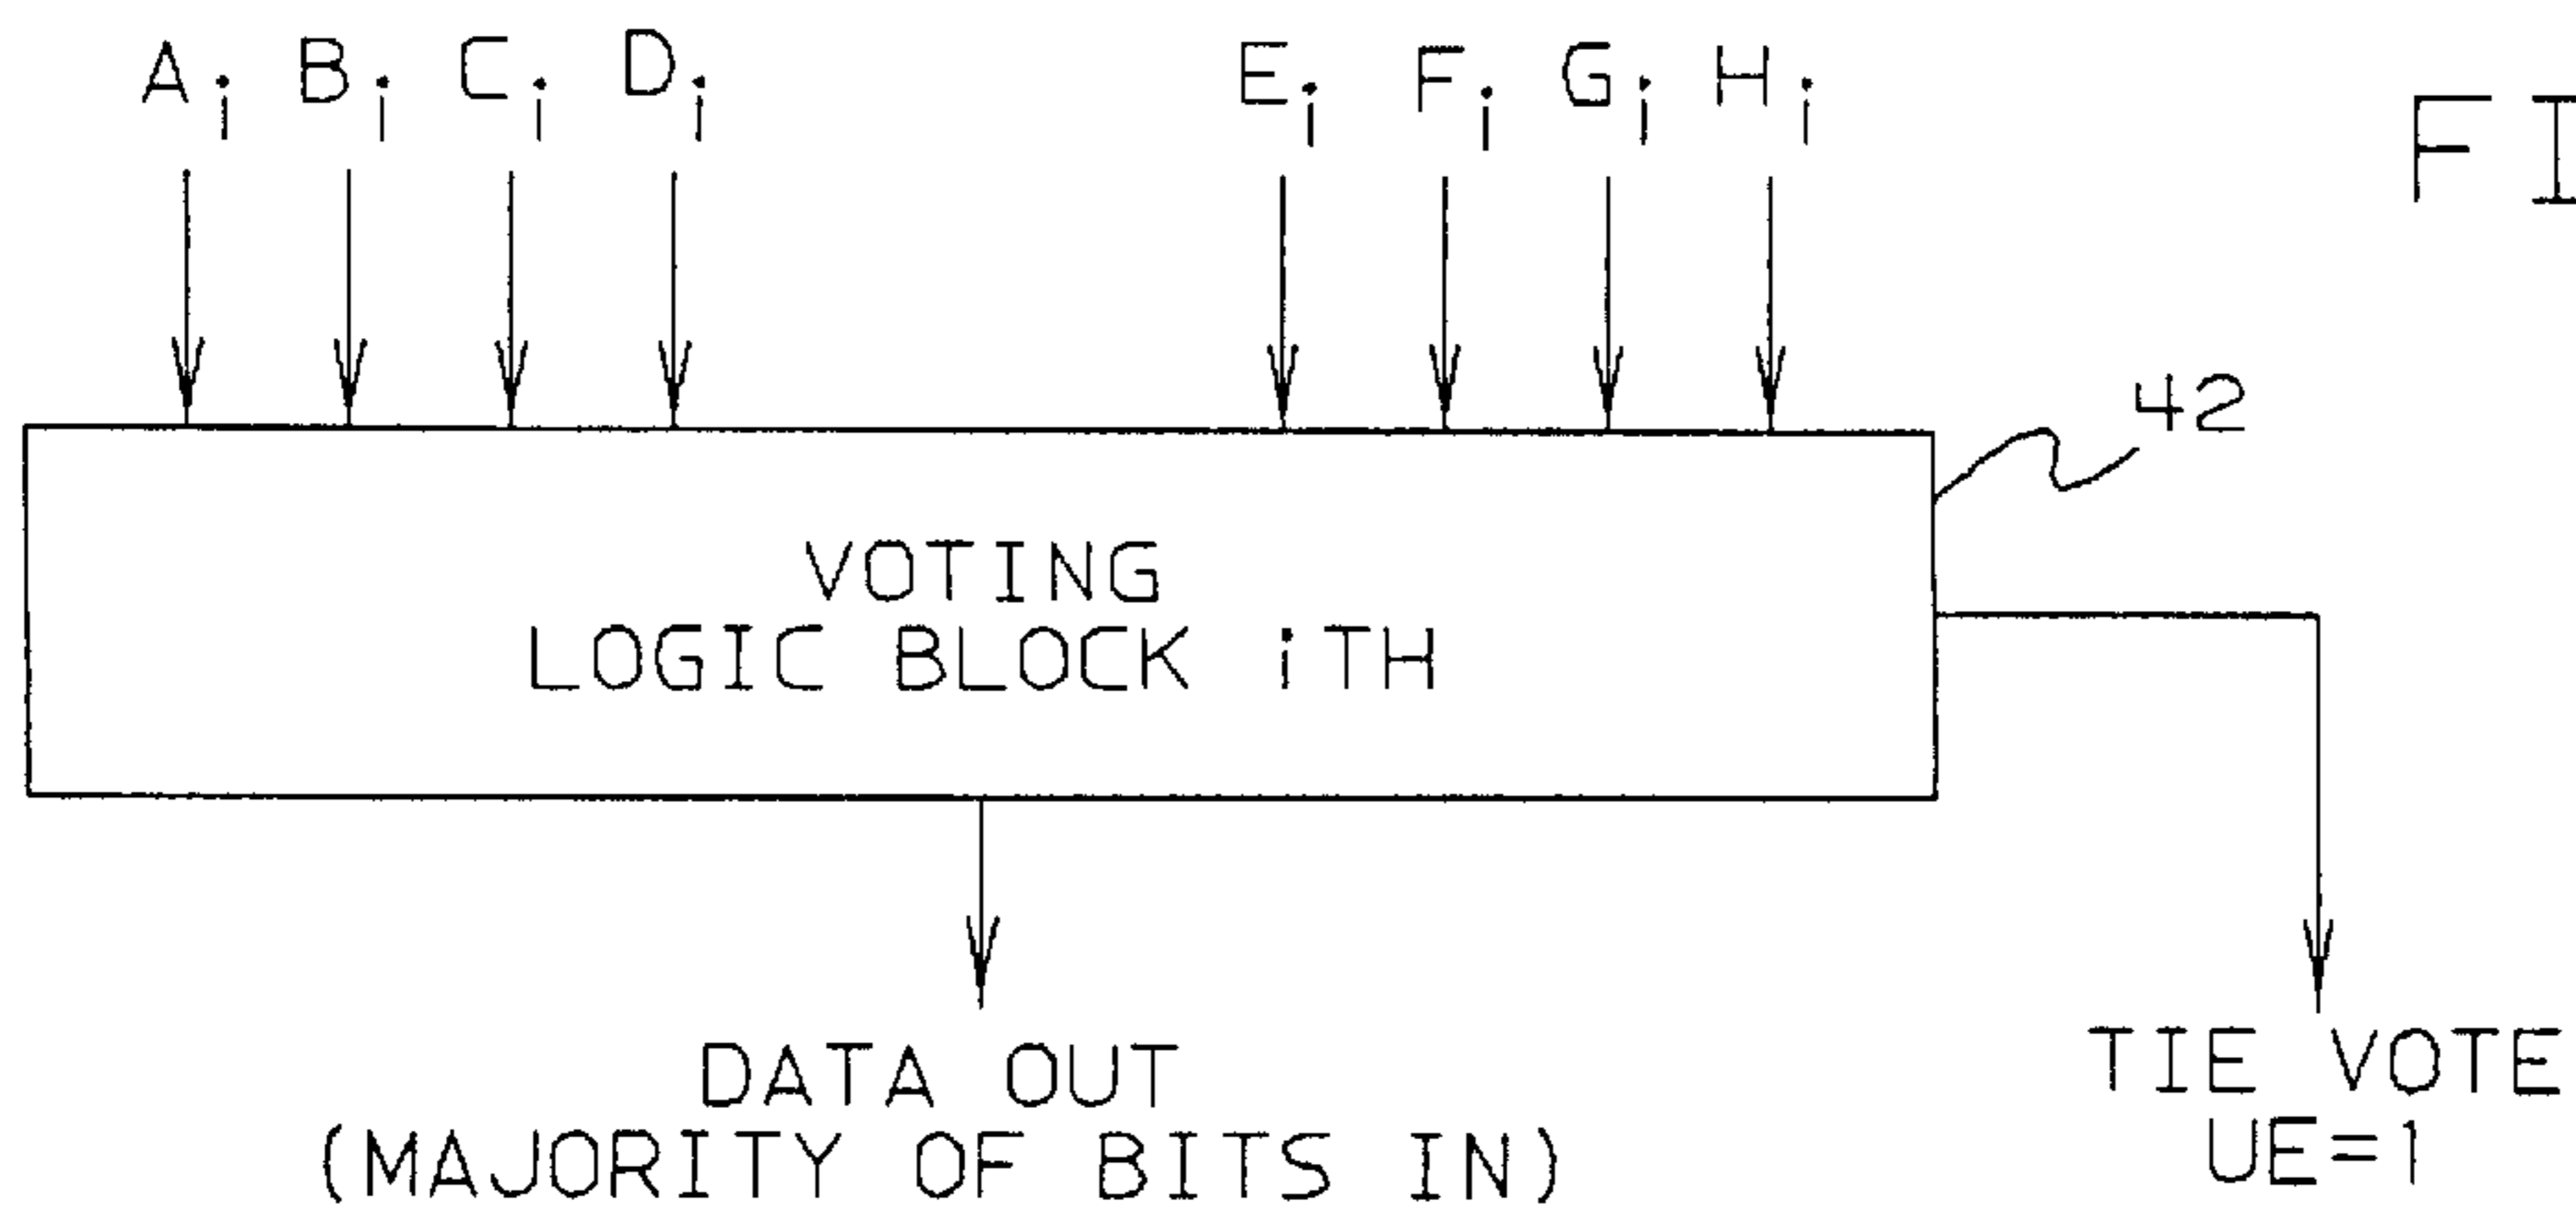 Ai Bi Ci Di Ei Fi Gi Hi
FI
42
VOTING
LOGIC BLOCK iTH
DATA OUT
(MAJORITY OF BITS IN)
TIE VOTE
UE=1